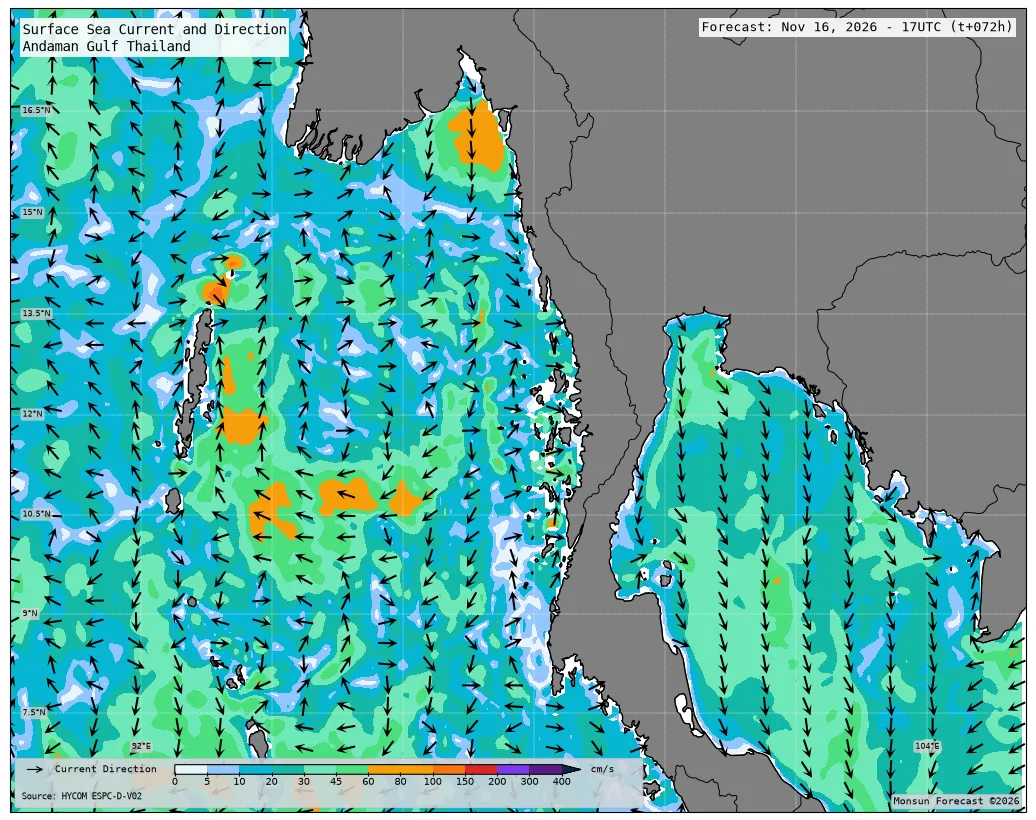 Surface Sea Current and Direction
Andaman Gulf Thailand
Forecast: Nov 16, 2026 - 17UTC (t+072h)
16.5°N
15°N
13.5°N
12°N
10.5°N
9°N
7.5°N
92°E
104°E
Current Direction
0 5 10 20 30 45 60 80 100 150 200 300 400 cm/s
Source: HYCOM ESPC-D-V02
Monsun Forecast ©2026